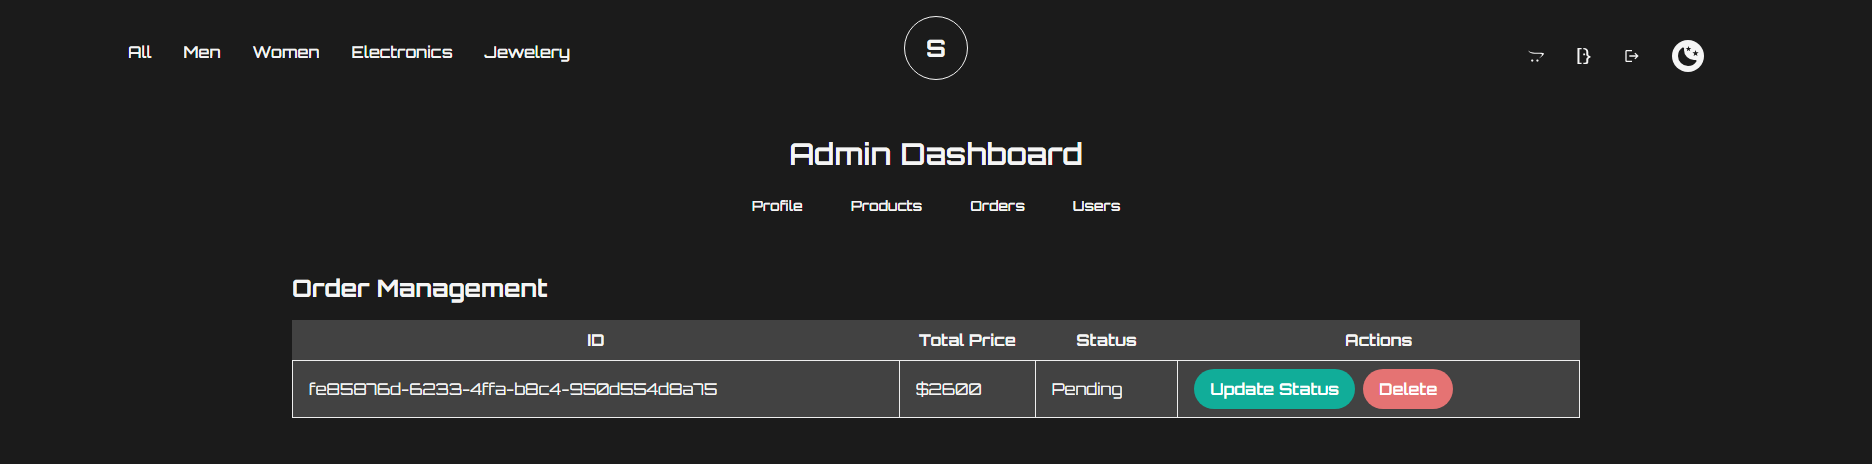 All Men Women Electronics Jewelery S
Admin Dashboard
Profile Products Orders Users
Order Management
ID Total Price Status Actions
fe85876d-6233-4ffa-b8c4-950d554d8a75 $2600 Pending Update Status Delete